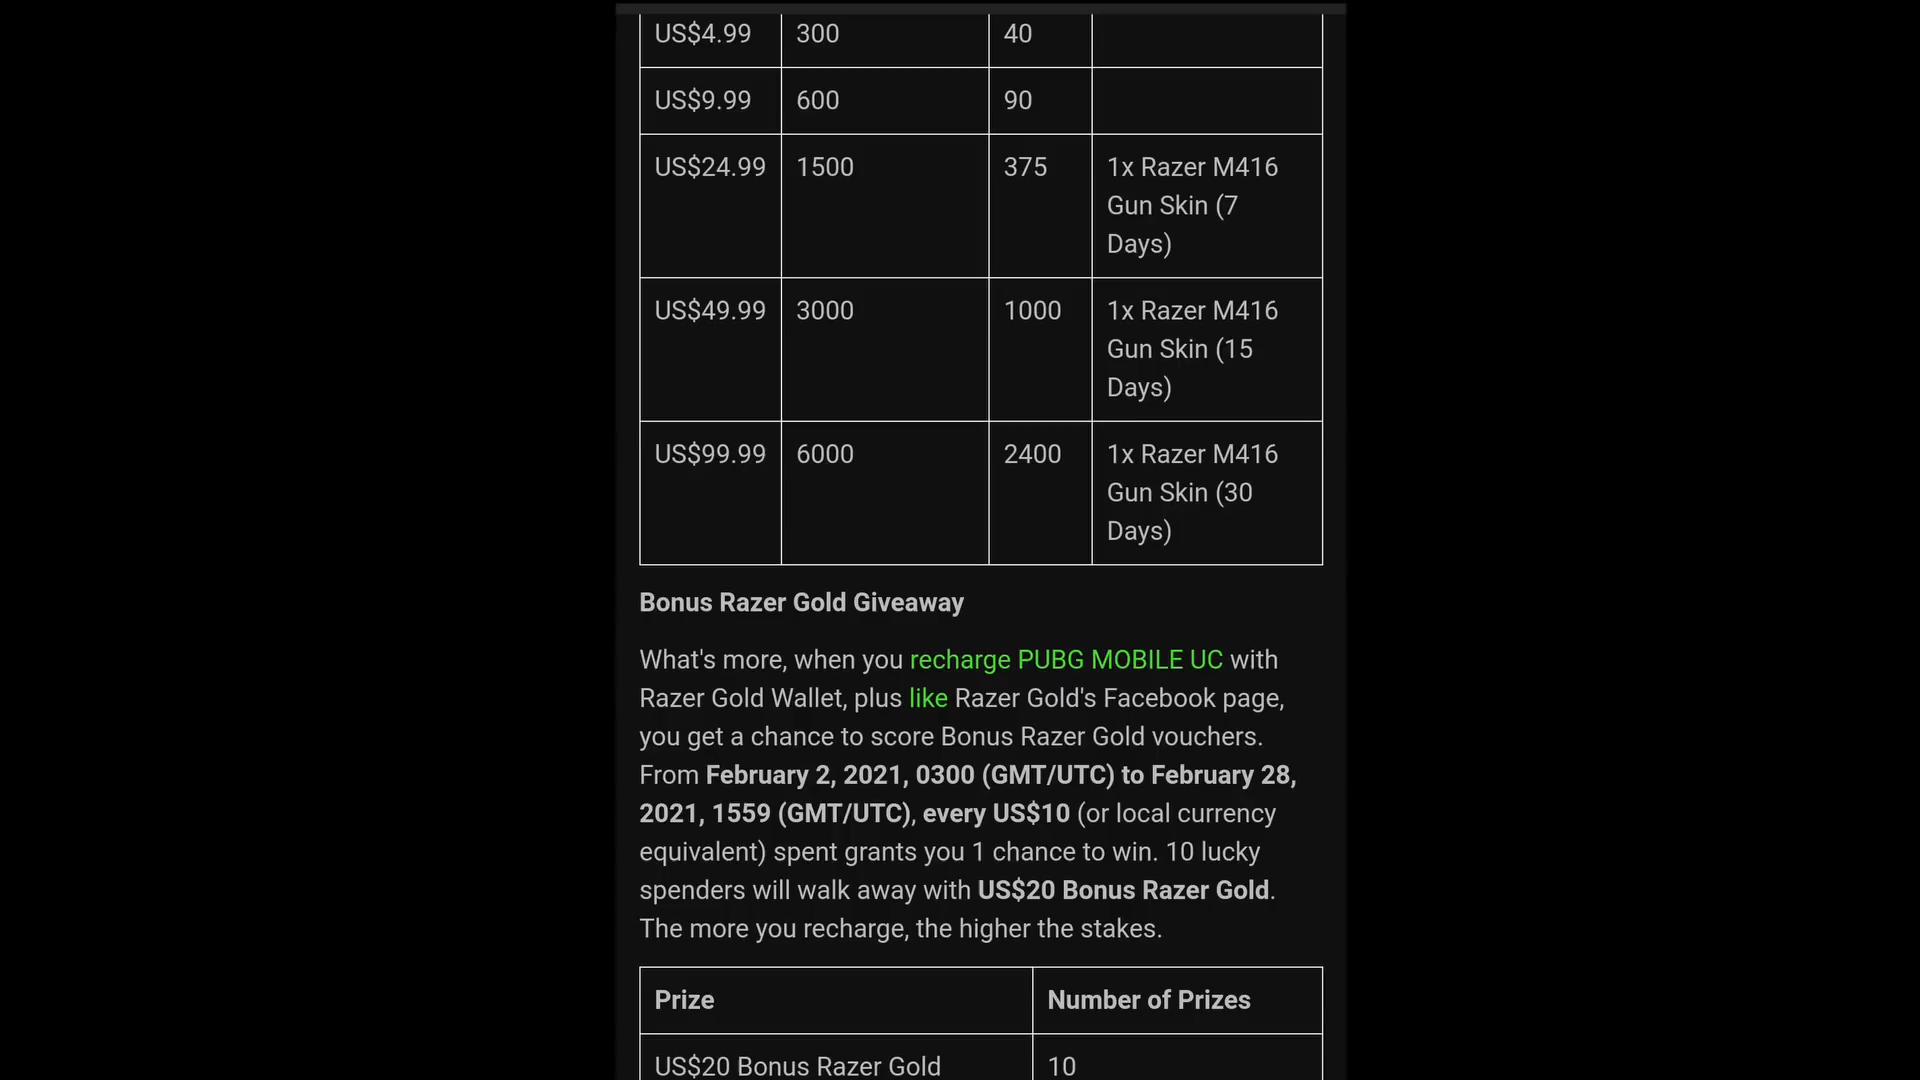 US$4.99 300 40
US$9.99 600 90
US$24.99 1500 375 1x Razer M416
Gun Skin (7
Days)
US$49.99 3000 1000 1x Razer M416
Gun Skin (15
Days)
US$99.99 6000 2400 1x Razer M416
Gun Skin (30
Days)
Bonus Razer Gold Giveaway
What's more, when you recharge PUBG MOBILE UC with
Razer Gold Wallet, plus like Razer Gold's Facebook page,
you get a chance to score Bonus Razer Gold vouchers.
From February 2, 2021, 0300 (GMT/UTC) to February 28,
2021, 1559 (GMT/UTC), every US$10 (or local currency
equivalent) spent grants you 1 chance to win. 10 lucky
spenders will walk away with US$20 Bonus Razer Gold.
The more you recharge, the higher the stakes.
Prize Number of Prizes
US$20 Bonus Razer Gold 10